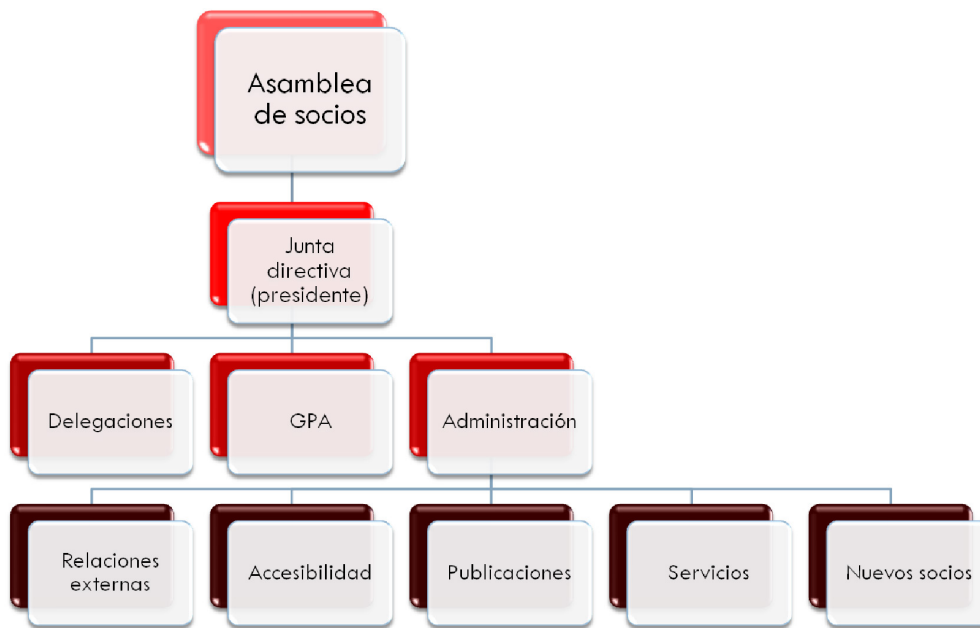 Asamblea
de socios
Junta
directiva
(presidente)
Delegaciones
GPA
Administración
Relaciones
externas
Accesibilidad
Publicaciones
Servicios
Nuevos socios